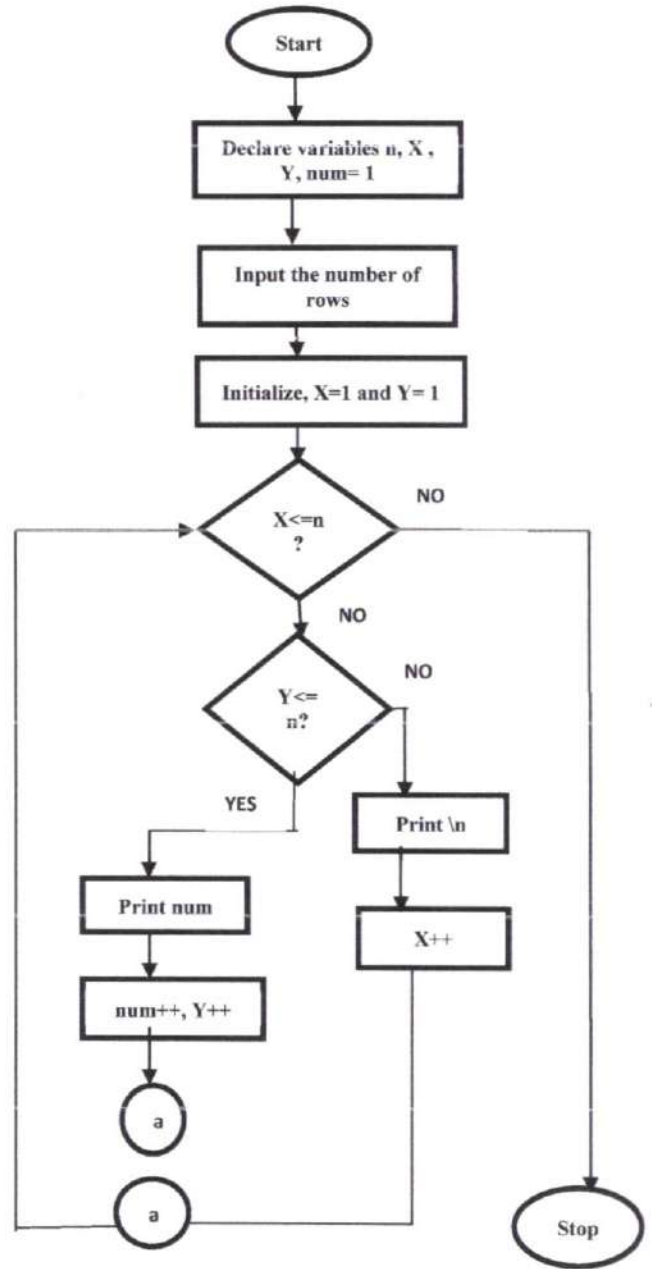 Start
Declare variables n, X ,
Y, num= 1
Input the number of
rows
Initialize, X=1 and Y= 1
X<=n
?
NO
NO
Y<=
n?
NO
YES
Print \n
Print num
X++
num++, Y++
a
a
Stop